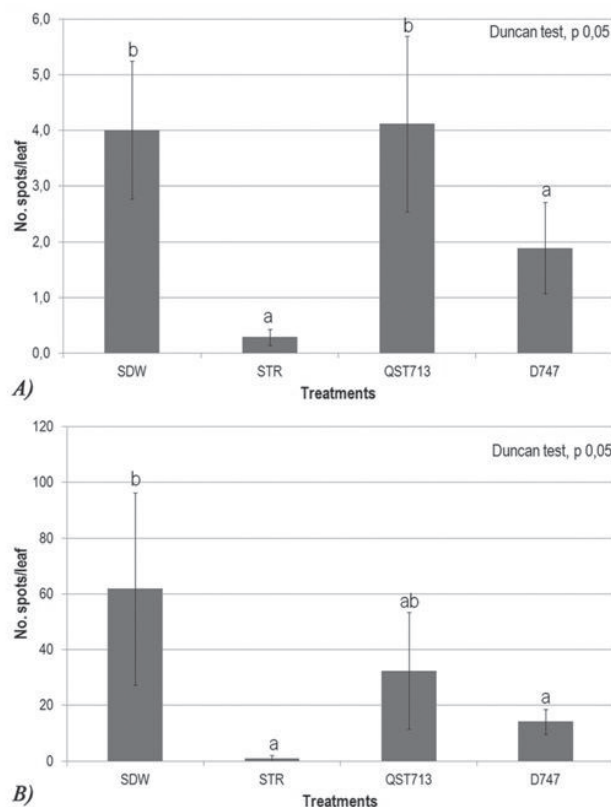 6,0
5,0
4,0
3,0
2,0
1,0
0,0
No. spots/leaf
b
a
b
a
Duncan test, p 0,05
SDW
STR
QST713
D747
Treatments
A)
120
100
80
60
40
20
0
No. spots/leaf
b
a
ab
a
Duncan test, p 0,05
SDW
STR
QST713
D747
Treatments
B)